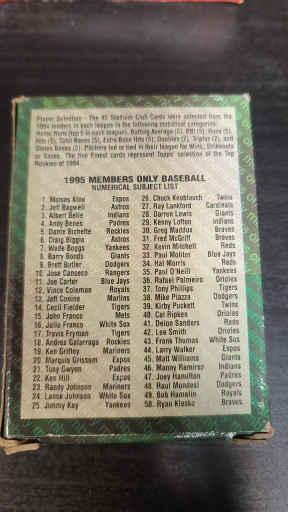 Player Selection - The 45 Stadium Club Cards were selected from the
1994 leaders in each league in the following statistical categories:
Home Runs (top 5 in each league), Batting Average (5), RBI (5), Runs (5),
Hits (5), Total Bases (5), Extra Base Hits (5), Doubles (2), Triples (2), and
Stolen Bases (3). Pitchers led or tied in their league for Wins, Strikeouts
or Saves. The five Finest cards represent Topps' selection of the Top
Rookies of 1994.
1995 MEMBERS ONLY BASEBALL
NUMERICAL SUBJECT LIST
1. Moises Alou Expos
2. Jeff Bagwell Astros
3. Albert Belle Indians
4. Andy Benes Padres
5. Dante Bichette Rockies
6. Craig Biggio Astros
7. Wade Boggs Yankees
8. Barry Bonds Giants
9. Brett Butler Dodgers
10. Jose Canseco Rangers
11. Joe Carter Blue Jays
12. Vince Coleman Royals
13. Jeff Conine Marlins
14. Cecil Fielder Tigers
15. John Franco Mets
16. Julio Franco White Sox
17. Travis Fryman Tigers
18. Andres Galarraga Rockies
19. Ken Griffey Mariners
20. Marquis Grissom Expos
21. Tony Gwynn Padres
22. Ken Hill Expos
23. Randy Johnson Mariners
24. Lance Johnson White Sox
25. Jimmy Key Yankees
26. Chuck Knoblauch Twins
27. Ray Lankford Cardinals
28. Darren Lewis Giants
29. Kenny Lofton Indians
30. Greg Maddux Braves
31. Fred McGriff Braves
32. Kevin Mitchell Reds
33. Paul Molitor Blue Jays
34. Hal Morris Reds
35. Paul O'Neill Yankees
36. Rafael Palmeiro Orioles
37. Tony Phillips Tigers
38. Mike Piazza Dodgers
39. Kirby Puckett Twins
40. Cal Ripken Orioles
41. Deion Sanders Reds
42. Lee Smith Orioles
43. Frank Thomas White Sox
44. Larry Walker Expos
45. Matt Williams Giants
46. Manny Ramirez Indians
47. Joey Hamilton Padres
48. Raul Mondesi Dodgers
49. Bob Hamelin Royals
50. Ryan Klesko Braves